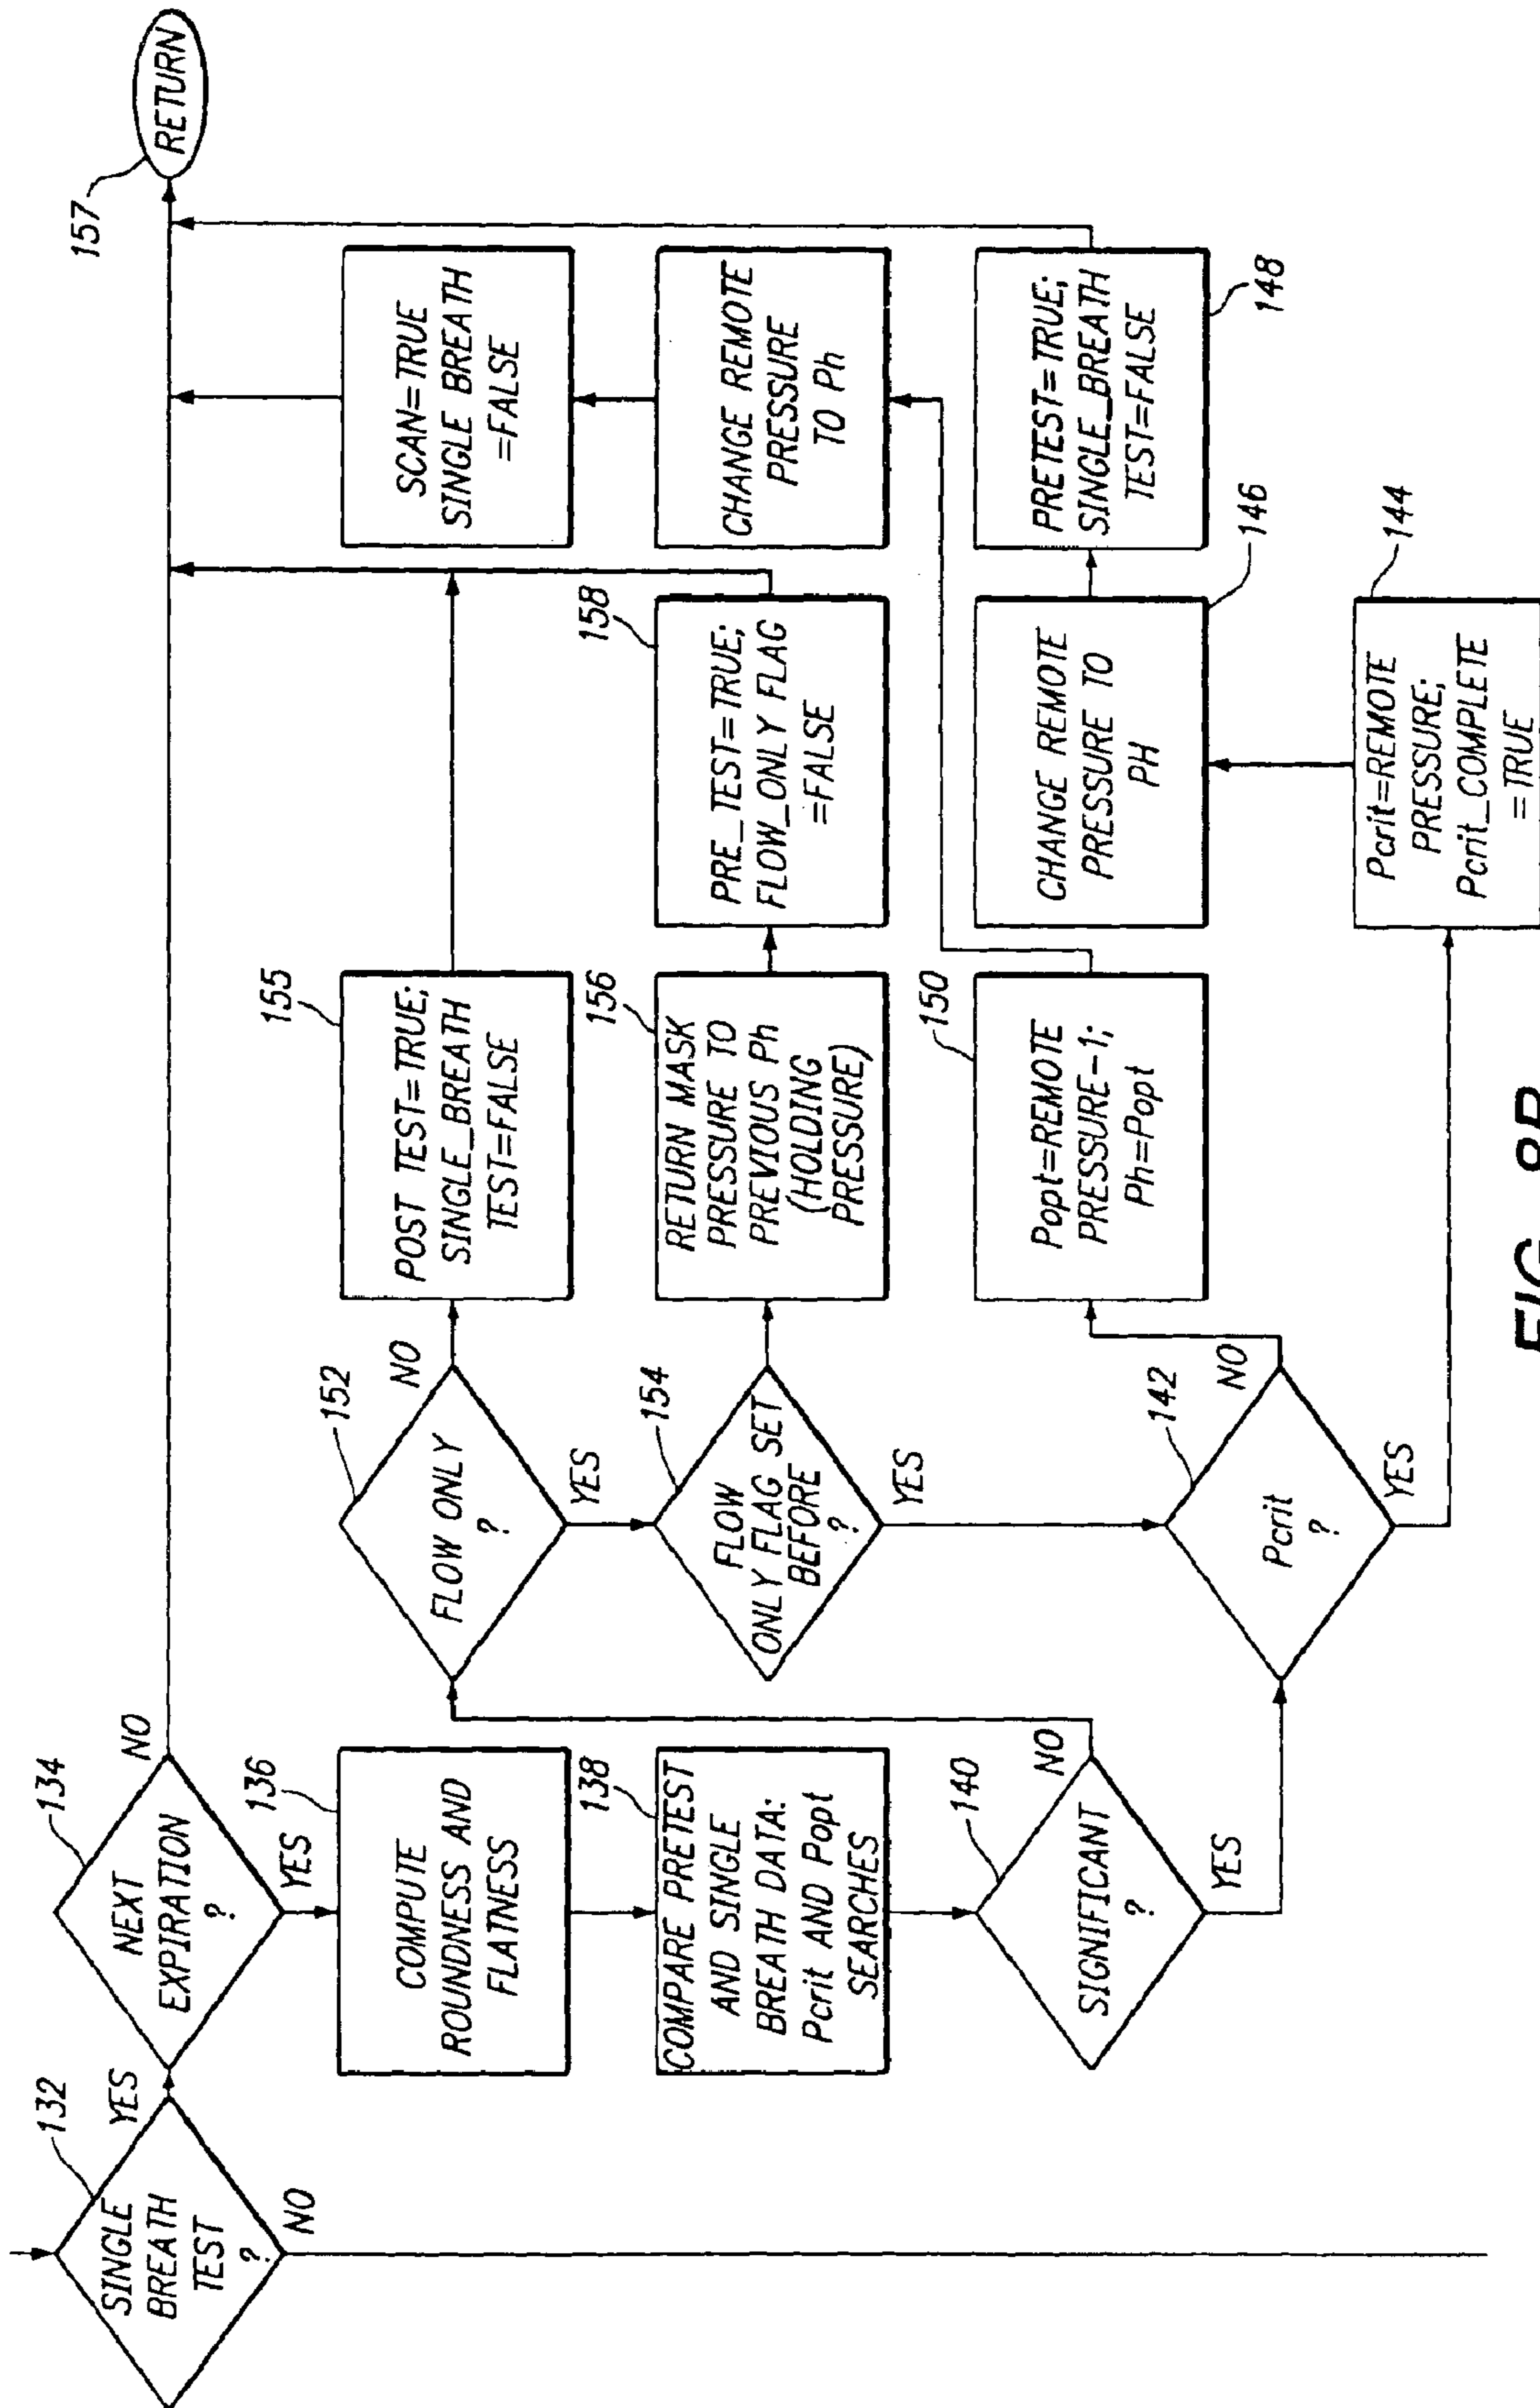 132
SINGLE
BREATH
TEST
?
YES
NO
134
NEXT
EXPIRATION
?
NO
YES
136
COMPUTE
ROUNDNESS AND
FLATNESS
138
COMPARE PRETEST
AND SINGLE
BREATH DATA:
Pcrit AND Popt
SEARCHES
140
SIGNIFICANT
?
NO
YES
152
FLOW ONLY
?
NO
YES
154
FLOW
ONLY FLAG SET
BEFORE
?
YES
142
Pcrit
?
NO
YES
155
POST TEST=TRUE;
SINGLE_BREATH
TEST=FALSE
156
RETURN MASK
PRESSURE TO
PREVIOUS Ph
(HOLDING
PRESSURE)
150
Popt=REMOTE
PRESSURE-1;
Ph=Popt
158
PRE_TEST=TRUE;
FLOW_ONLY FLAG
=FALSE
CHANGE REMOTE
PRESSURE TO
PH
146
Pcrit=REMOTE
PRESSURE;
Pcrit_COMPLETE
=TRUE
144
SCAN=TRUE
SINGLE BREATH
=FALSE
CHANGE REMOTE
PRESSURE
TO Ph
PRETEST=TRUE;
SINGLE_BREATH
TEST=FALSE
148
157
RETURN
FIG. 8B